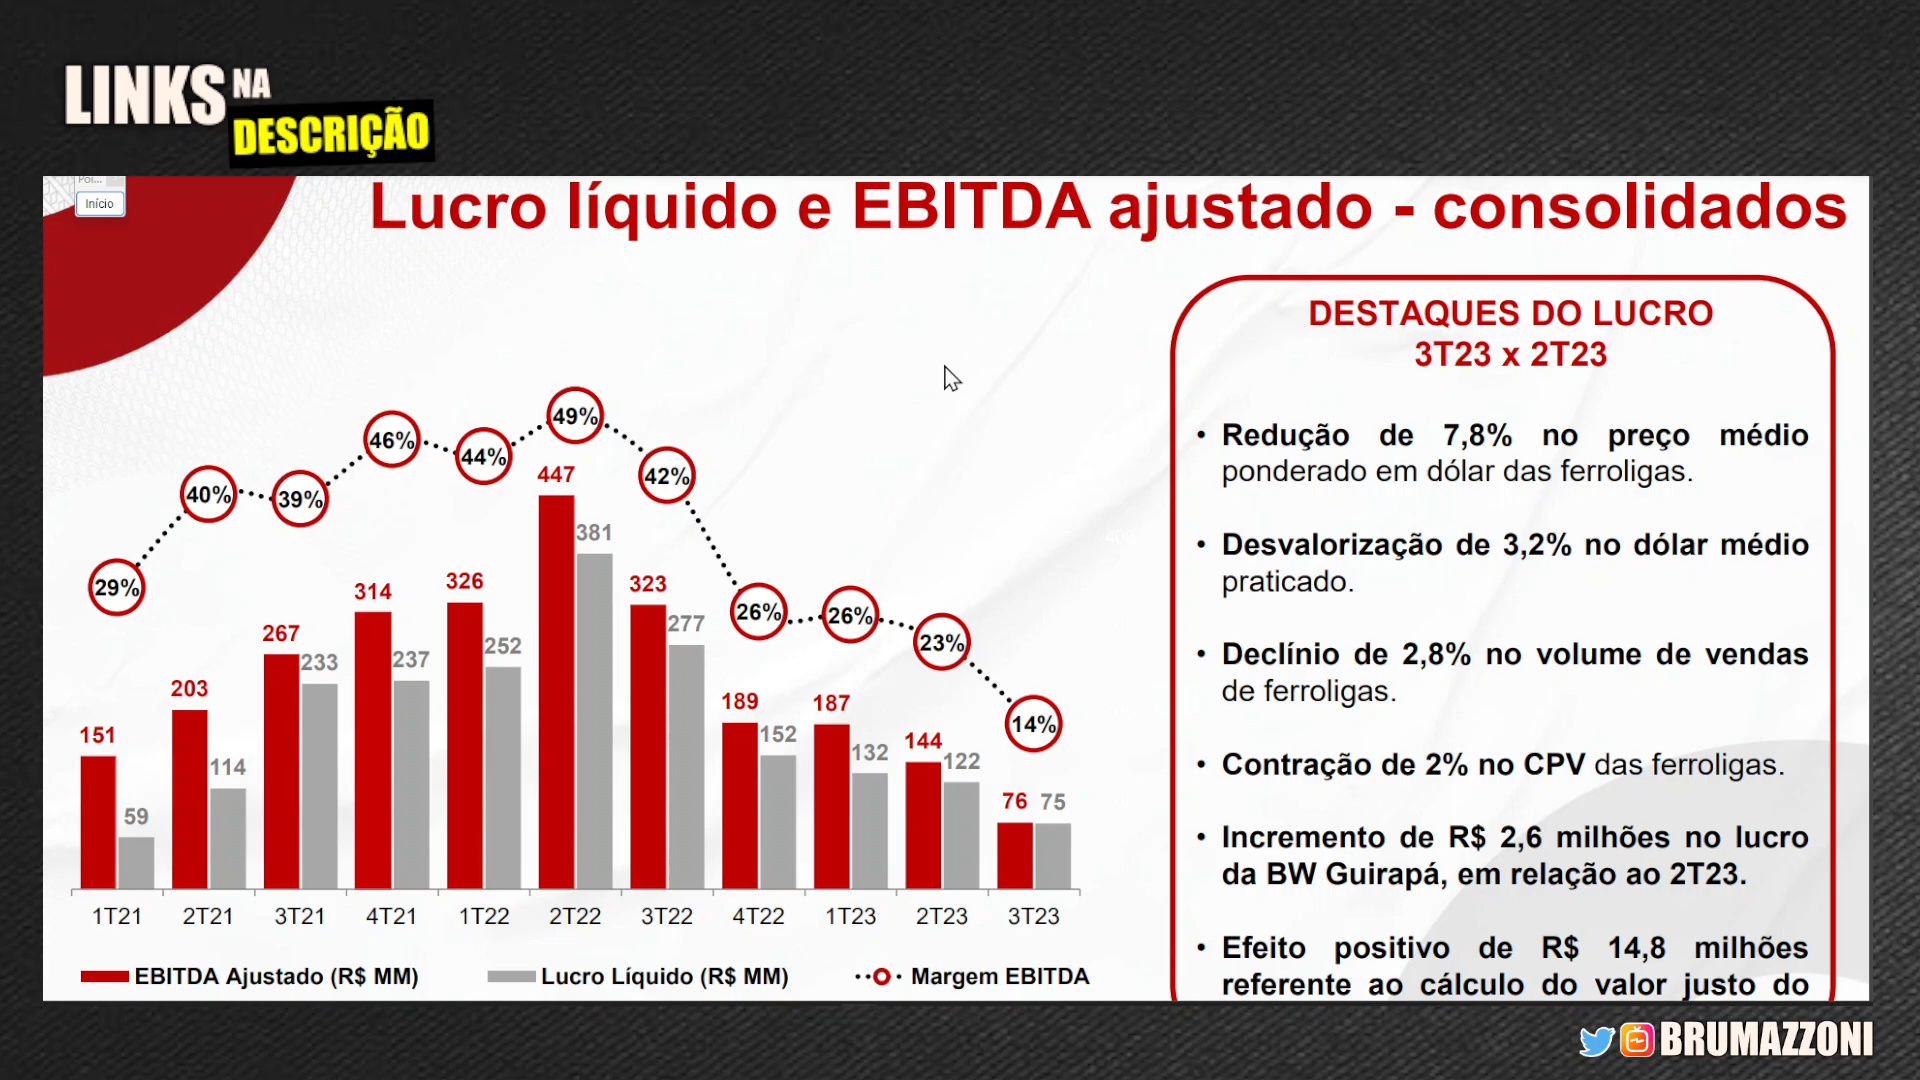 LINKS NA
DESCRIÇÃO
Poi...
Início
Lucro líquido e EBITDA ajustado - consolidados
29%
40%
39%
46%
44%
49%
42%
26%
26%
23%
14%
151
59
203
114
267
233
314
237
326
252
447
381
323
277
189
152
187
132
144
122
76
75
1T21
2T21
3T21
4T21
1T22
2T22
3T22
4T22
1T23
2T23
3T23
EBITDA Ajustado (R$ MM)
Lucro Líquido (R$ MM)
Margem EBITDA
DESTAQUES DO LUCRO
3T23 x 2T23
• Redução de 7,8% no preço médio
ponderado em dólar das ferroligas.
• Desvalorização de 3,2% no dólar médio
praticado.
• Declínio de 2,8% no volume de vendas
de ferroligas.
• Contração de 2% no CPV das ferroligas.
• Incremento de R$ 2,6 milhões no lucro
da BW Guirapá, em relação ao 2T23.
• Efeito positivo de R$ 14,8 milhões
referente ao cálculo do valor justo do
BRUMAZZONI